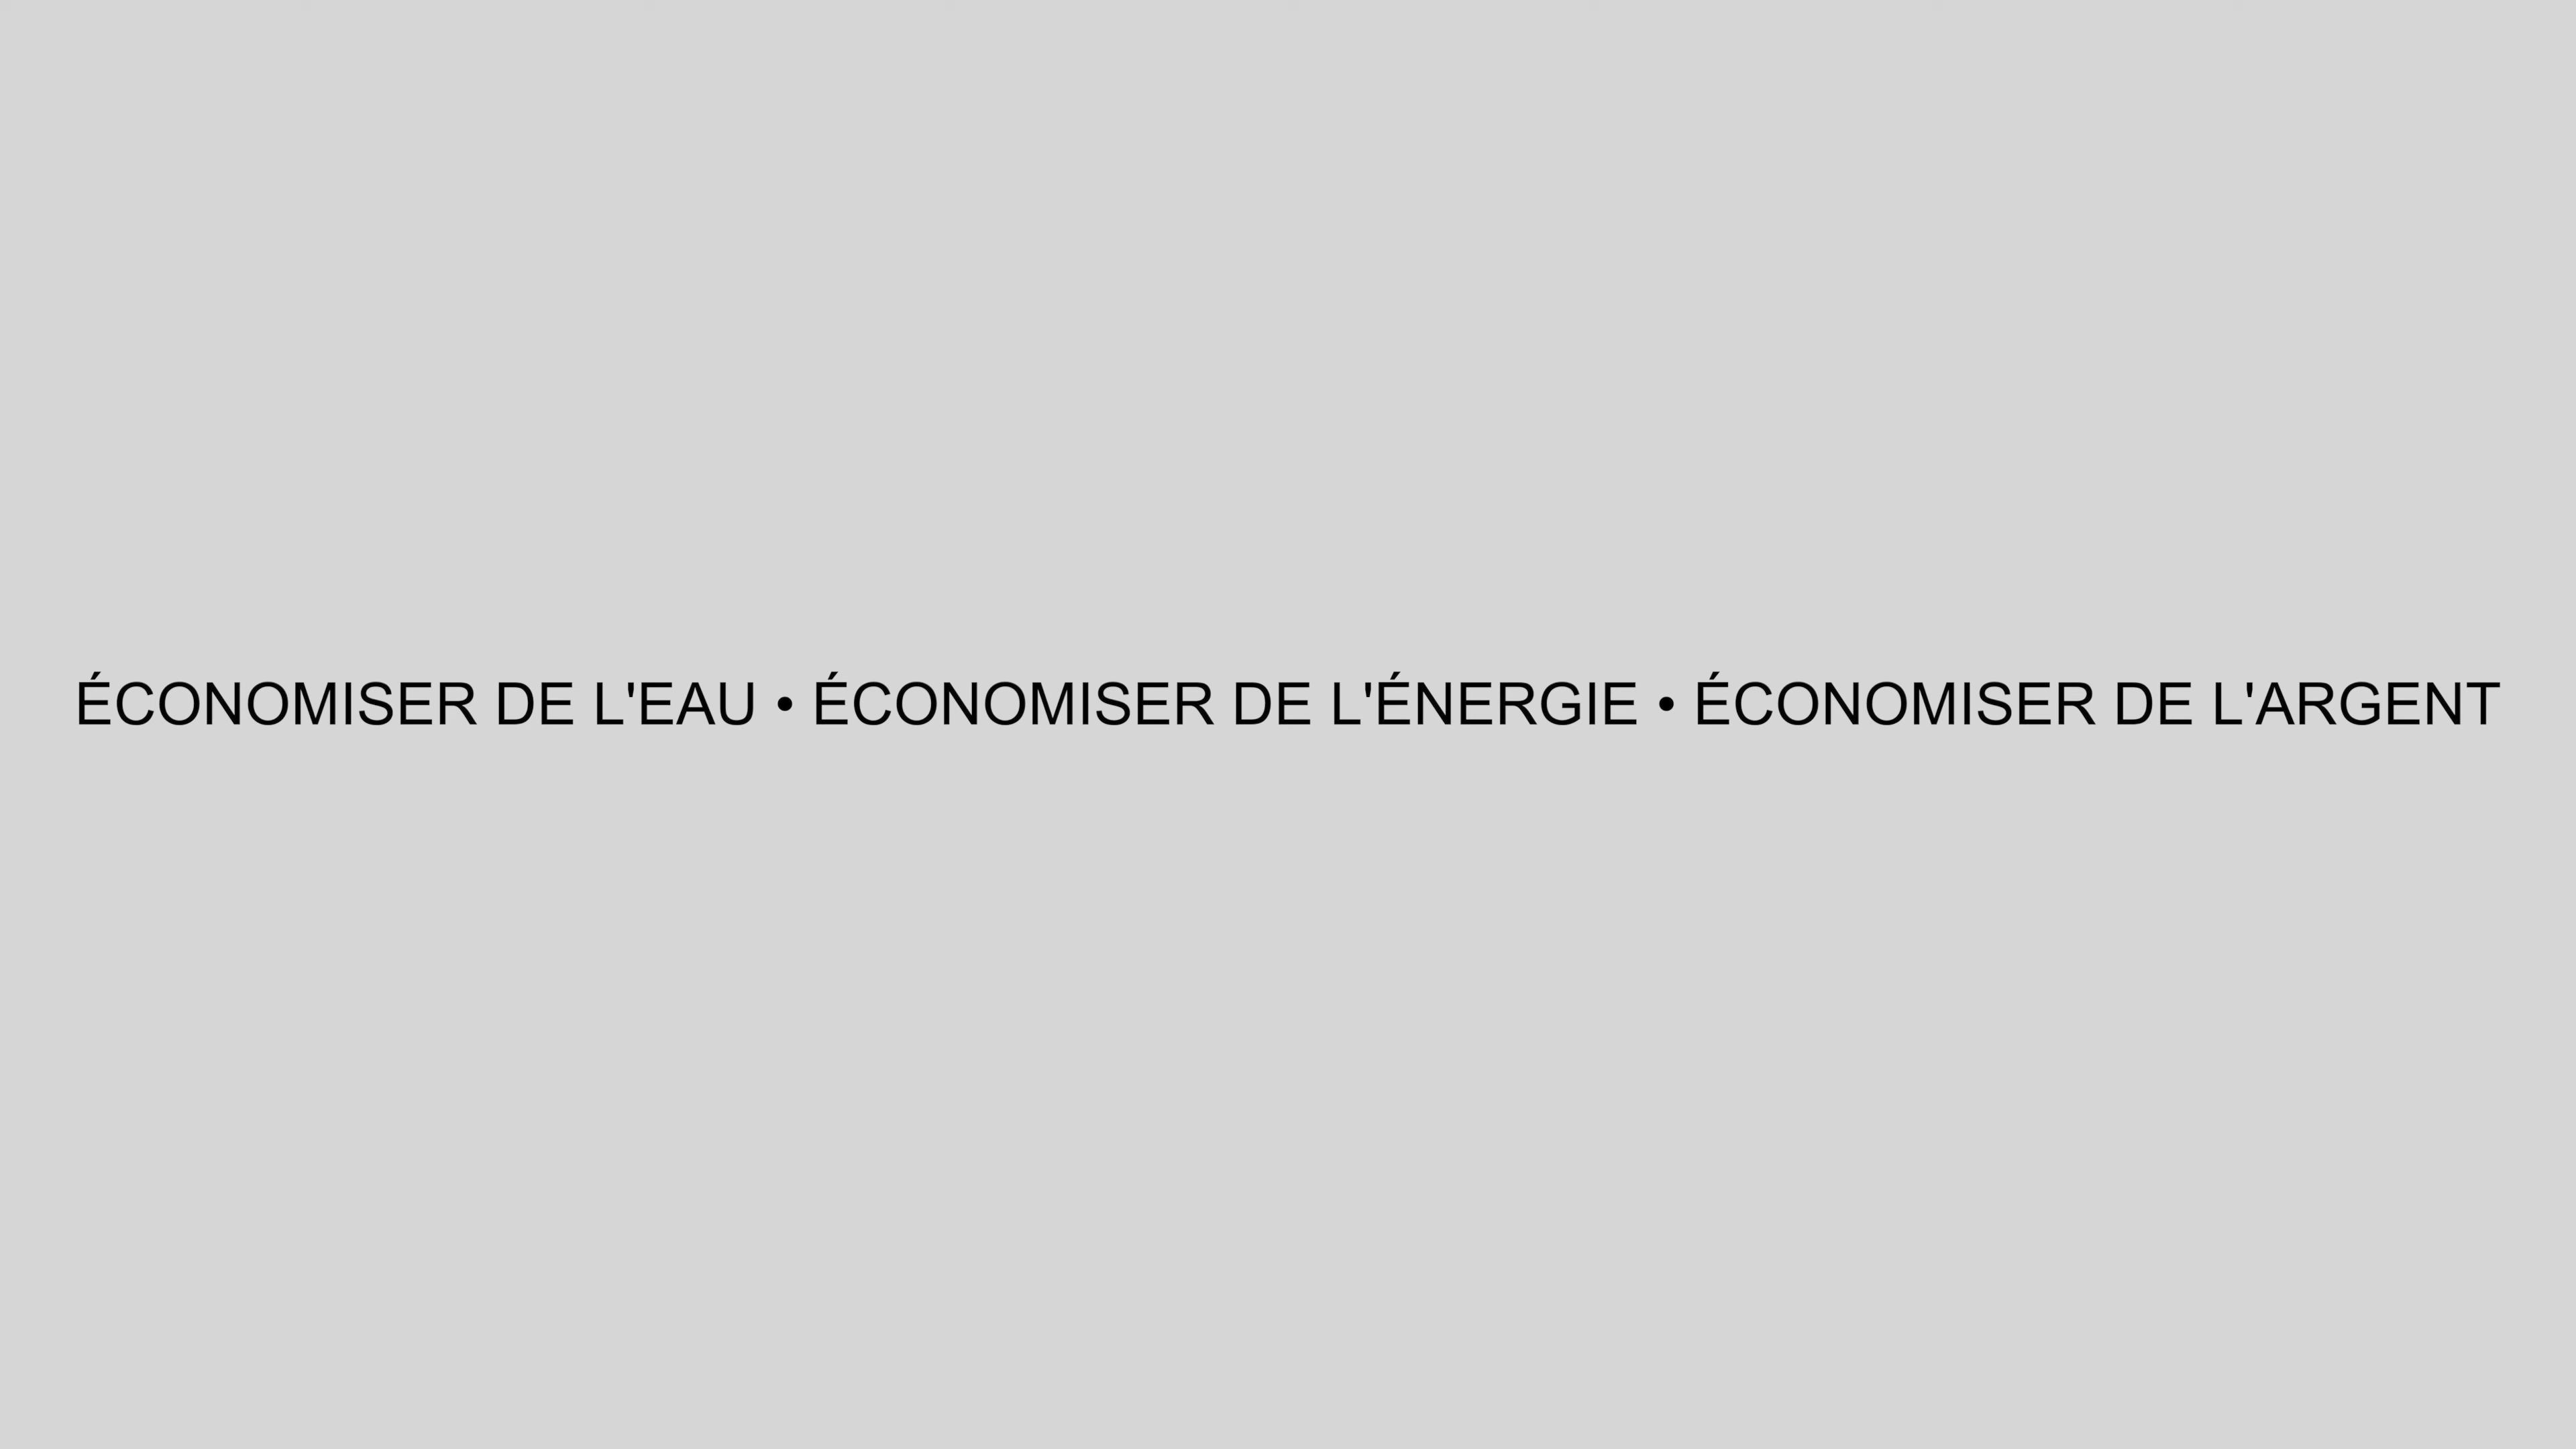 ÉCONOMISER DE L'EAU • ÉCONOMISER DE L'ÉNERGIE • ÉCONOMISER DE L'ARGENT